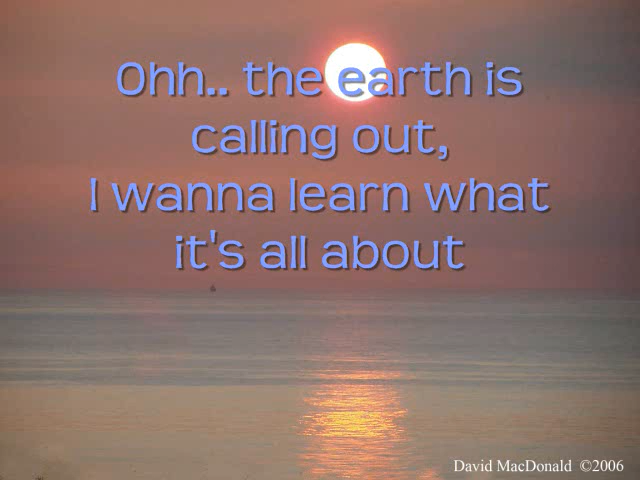 Ohh.. the earth is
calling out,
I wanna learn what
it's all about
David MacDonald ©2006